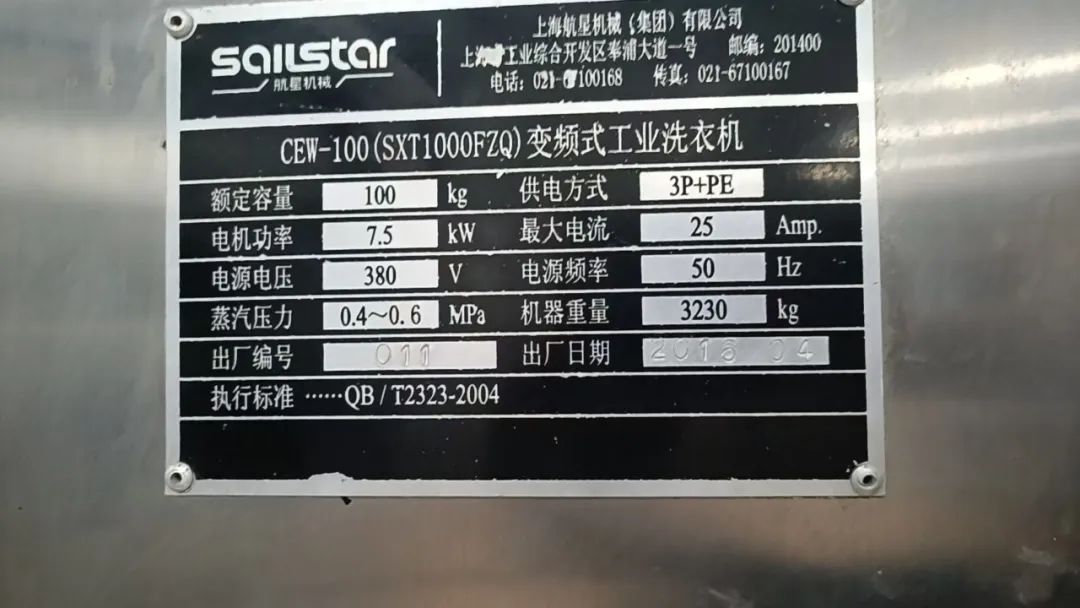 sailstar
航星机械
上海航星机械(集团)有限公司
上海 工业综合开发区奉浦大道一号 邮编: 201400
电话: 021-67100168 传真: 021-67100167
CEW-100(SXT1000FZQ)变频式工业洗衣机
额定容量 100 kg 供电方式 3P+PE
电机功率 7.5 kW 最大电流 25 Amp.
电源电压 380 V 电源频率 50 Hz
蒸汽压力 0.4~0.6 MPa 机器重量 3230 kg
出厂编号 011 出厂日期 04
执行标准 ······QB/T2323-2004